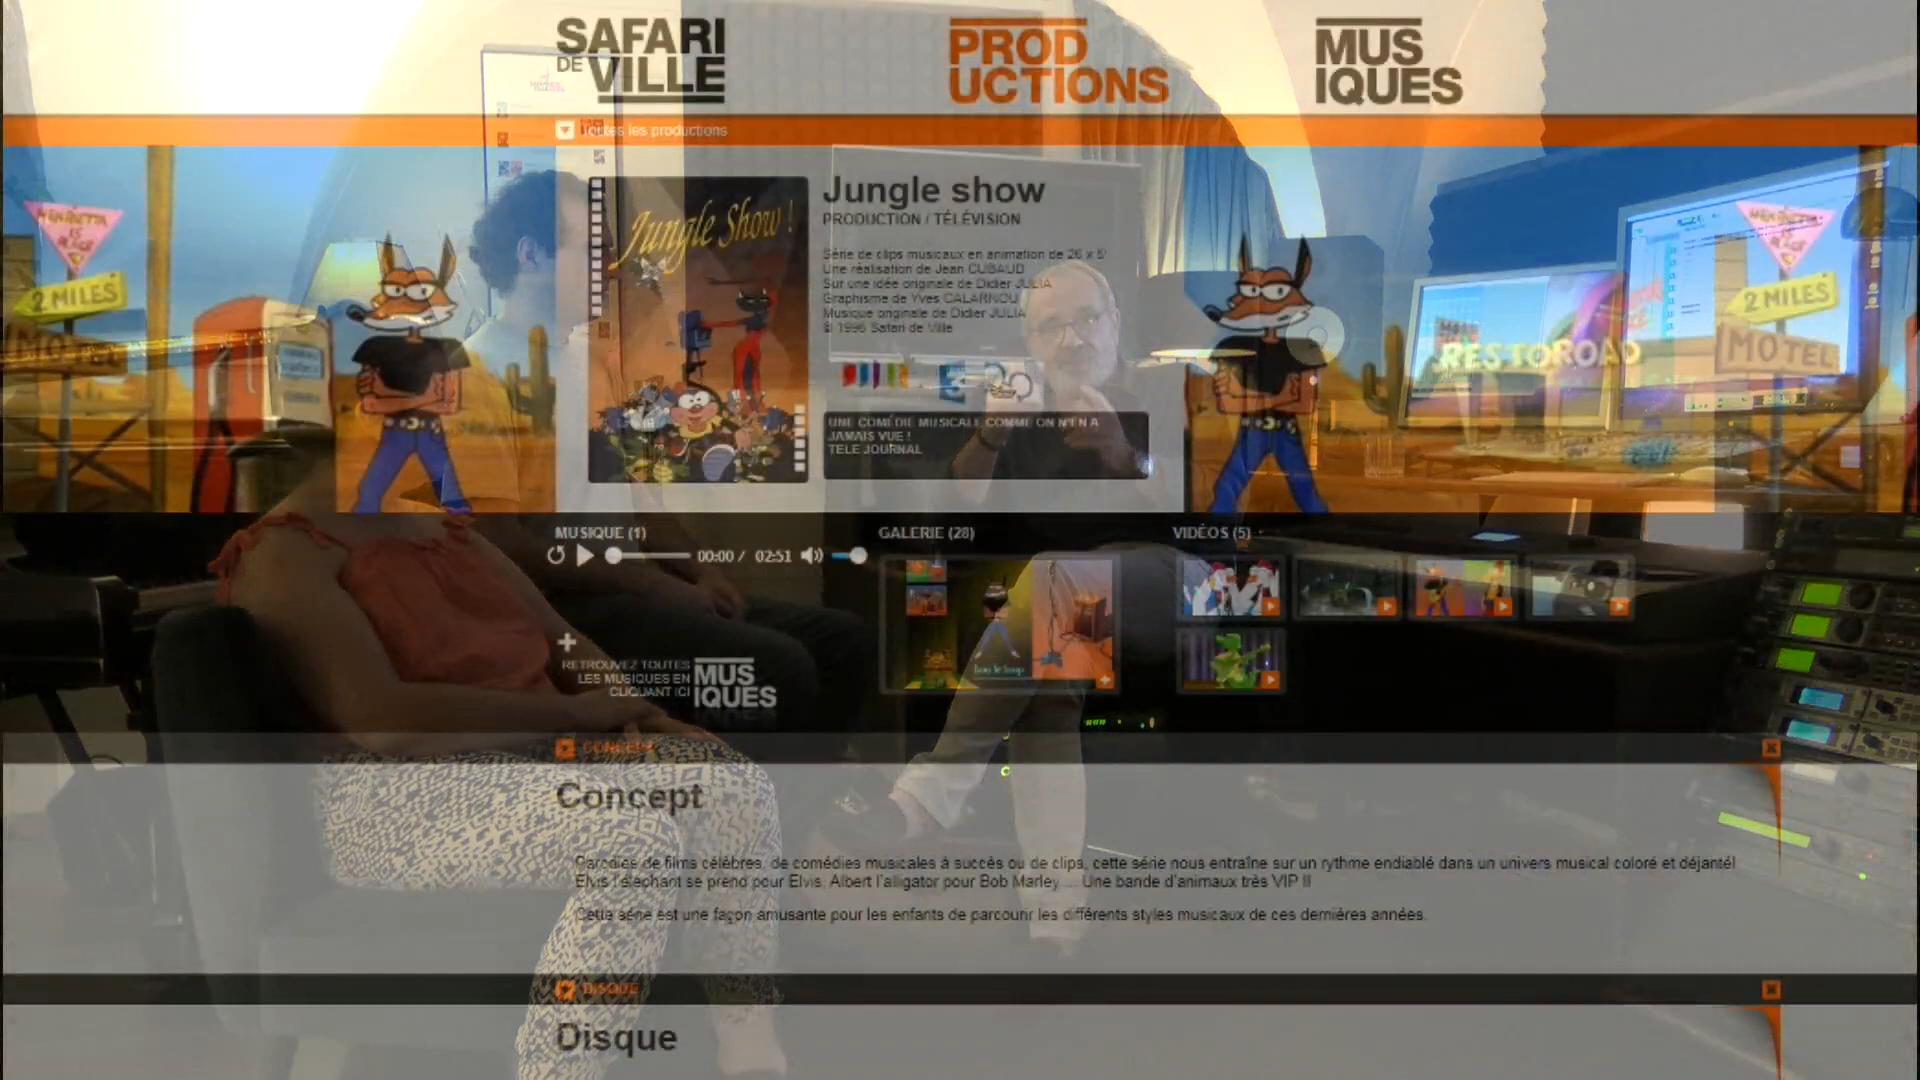 SAFARI
DE VILLE
PROD
UCTIONS
MUS
IQUES
Toutes les productions
Jungle show
PRODUCTION / TÉLÉVISION
Jungle Show !
Série de clips musicaux en animation de 26 x 5'
Une réalisation de Jean CUBAUD
Sur une idée originale de Didier JULIA
Graphisme de Yves CALARNOU
Musique originale de Didier JULIA
© 1996 Safari de Ville
2 MILES
MOTEL
RESTOROAD
2 MILES
MOTEL
UNE COMÉDIE MUSICALE COMME ON N'EN A
JAMAIS VUE !
TELE JOURNAL
MUSIQUE (1)
GALERIE (28)
VIDÉOS (5)
00:00 / 02:51
RETROUVEZ TOUTES
LES MUSIQUES EN
CLIQUANT ICI
MUS
IQUES
CONCEPT
Concept
Parodies de films célèbres, de comédies musicales à succès ou de clips, cette série nous entraîne sur un rythme endiablé dans un univers musical coloré et déjanté!
Elvis l'éléphant se prend pour Elvis, Albert l'alligator pour Bob Marley ... Une bande d'animaux très VIP !!
Cette série est une façon amusante pour les enfants de parcourir les différents styles musicaux de ces dernières années.
DISQUE
Disque